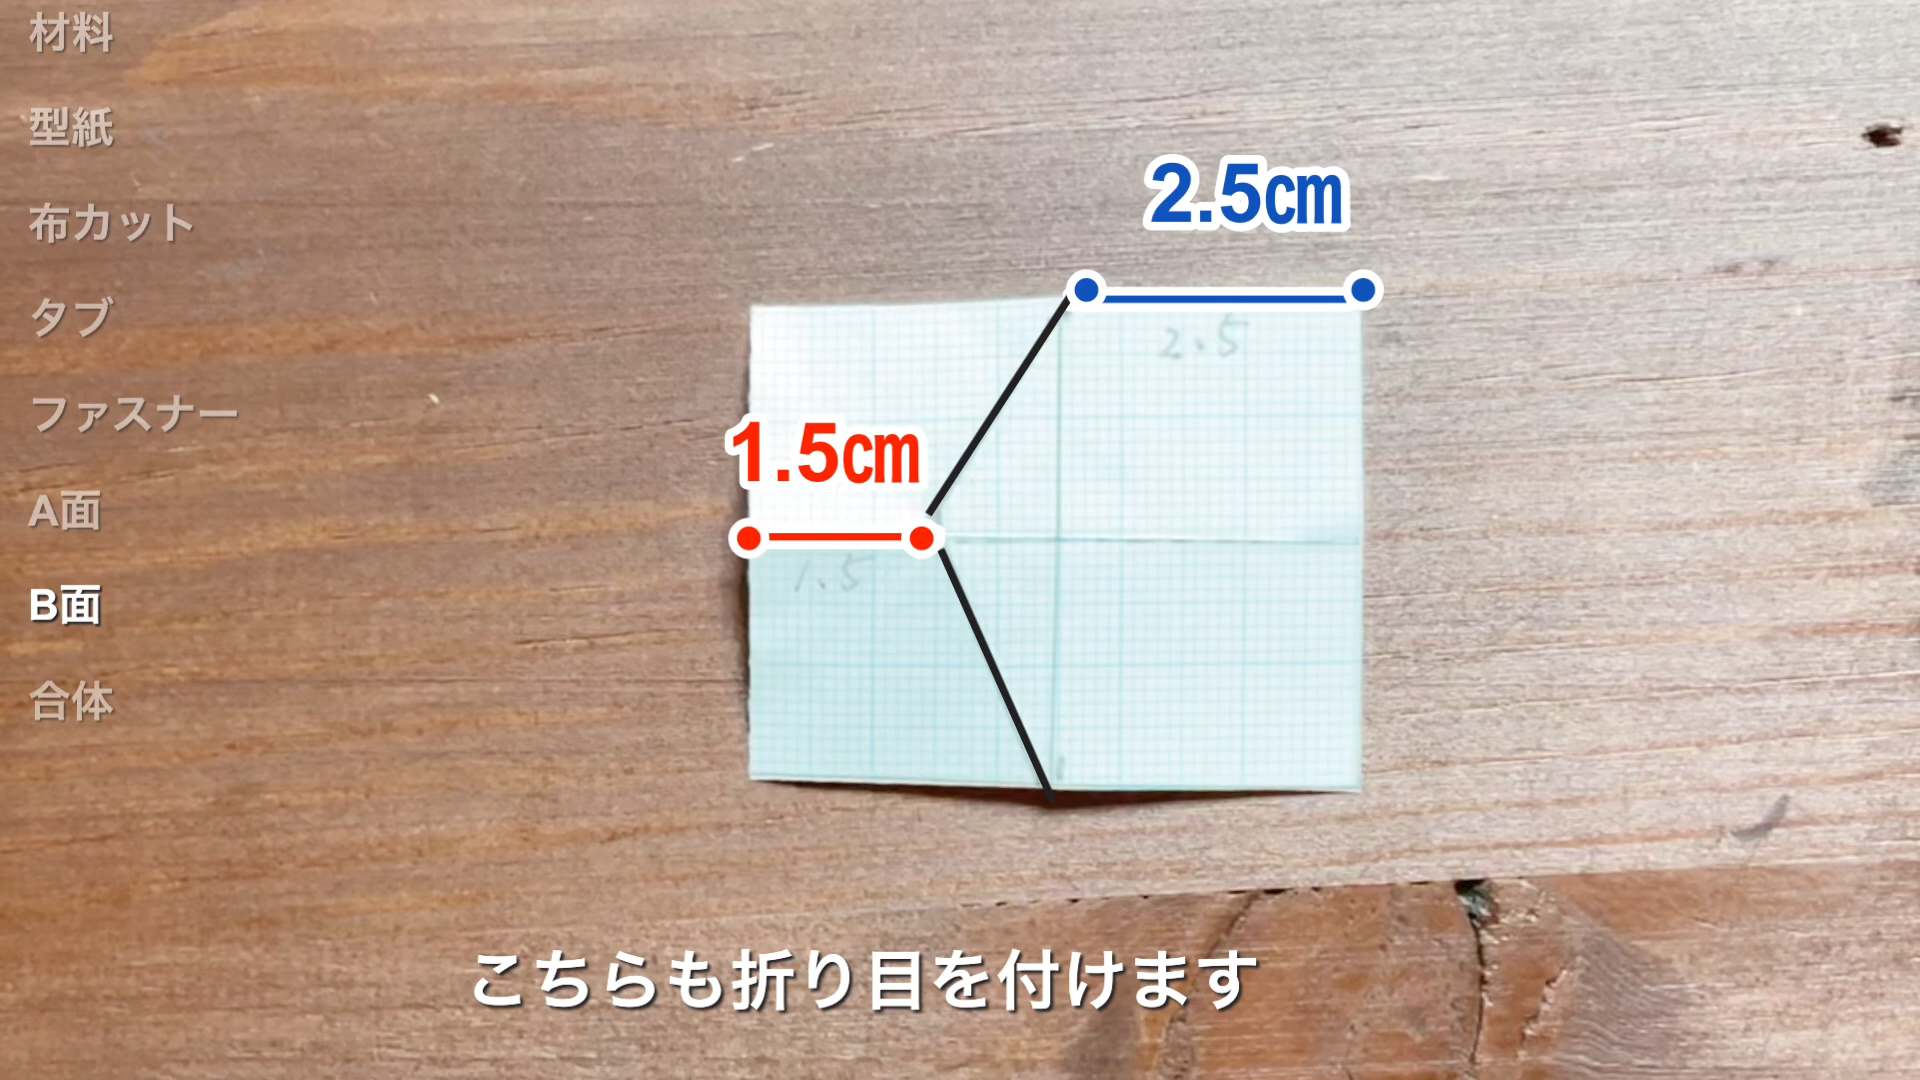 材料
型紙
布カット
タブ
ファスナー
A面
B面
合体
2.5㎝
2.5
1.5㎝
1.5
こちらも折り目を付けます